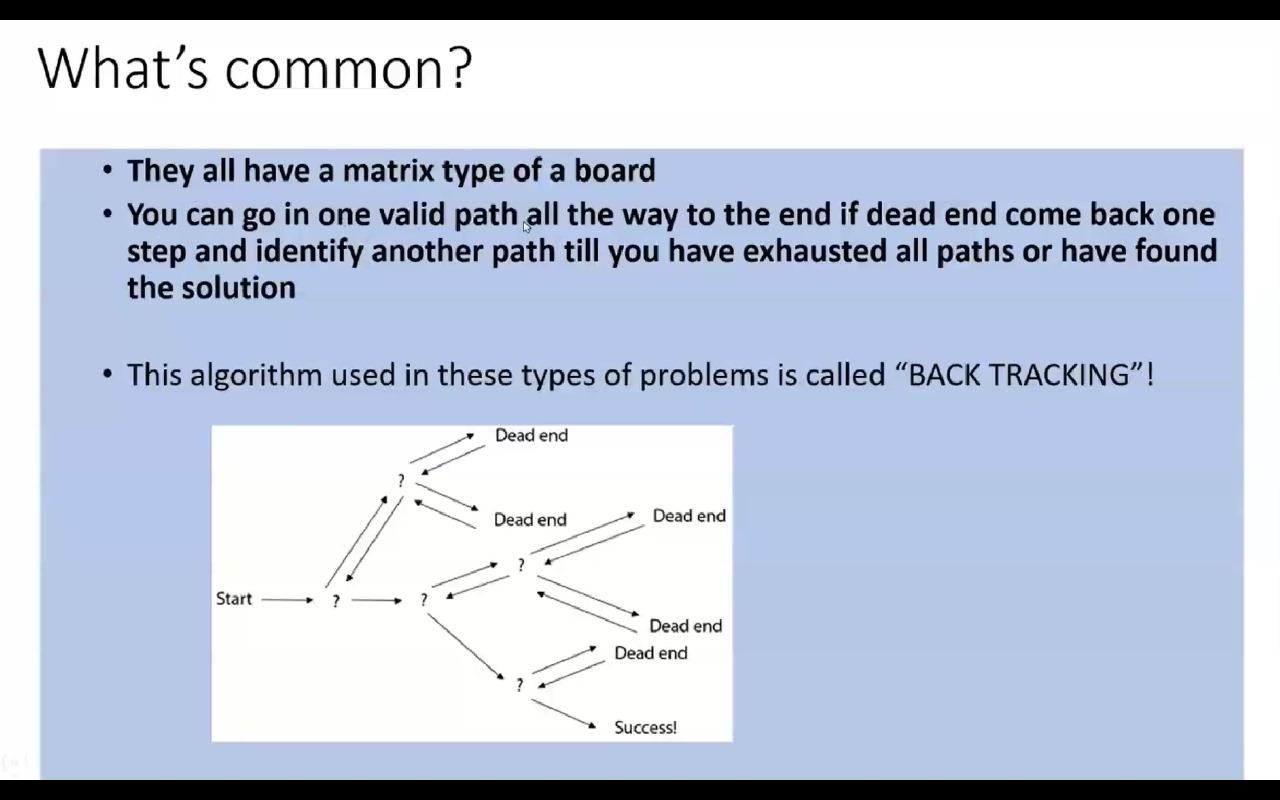 What's common?
• They all have a matrix type of a board
• You can go in one valid path all the way to the end if dead end come back one
step and identify another path till you have exhausted all paths or have found
the solution
• This algorithm used in these types of problems is called “BACK TRACKING”!
Dead end
?
Dead end
Dead end
?
Start
?
?
Dead end
Dead end
?
Success!